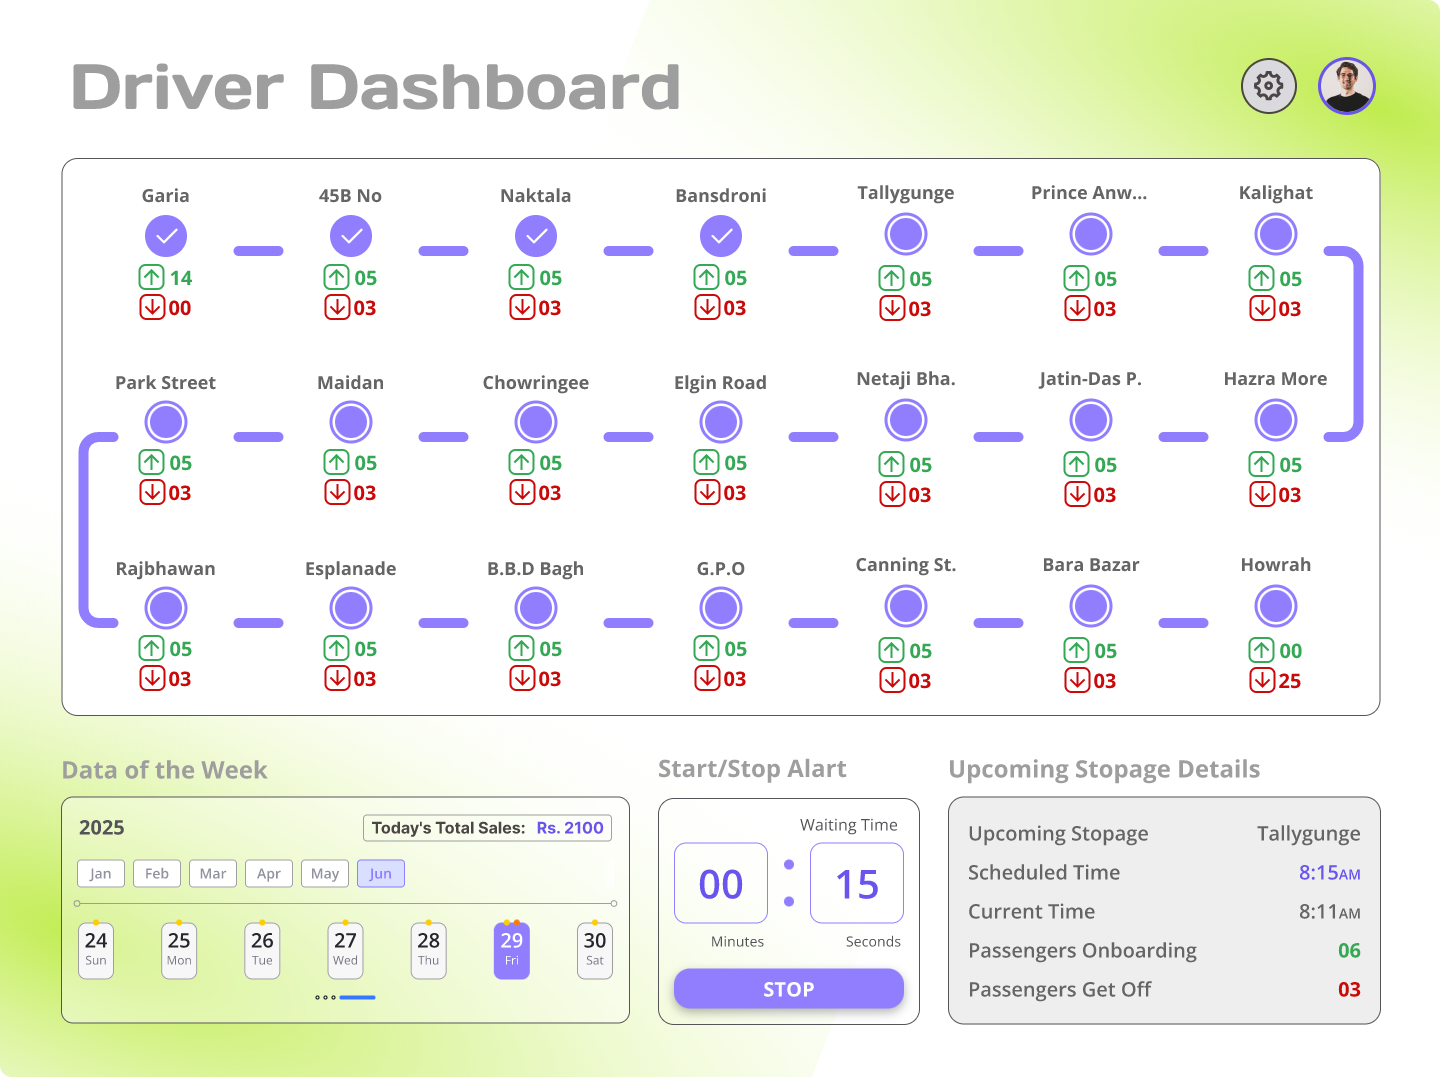 Driver Dashboard
Garia 45B No Naktala Bansdroni Tallygunge Prince Anw... Kalighat
14 05 05 05 05 05 05
00 03 03 03 03 03 03
Park Street Maidan Chowringee Elgin Road Netaji Bha. Jatin-Das P. Hazra More
05 05 05 05 05 05 05
03 03 03 03 03 03 03
Rajbhawan Esplanade B.B.D Bagh G.P.O Canning St. Bara Bazar Howrah
05 05 05 05 05 05 00
03 03 03 03 03 03 25
Data of the Week
2025 Today's Total Sales: Rs. 2100
Jan Feb Mar Apr May Jun
24 25 26 27 28 29 30
Sun Mon Tue Wed Thu Fri Sat
Start/Stop Alart
Waiting Time
00 : 15
Minutes Seconds
STOP
Upcoming Stopage Details
Upcoming Stopage Tallygunge
Scheduled Time 8:15AM
Current Time 8:11AM
Passengers Onboarding 06
Passengers Get Off 03